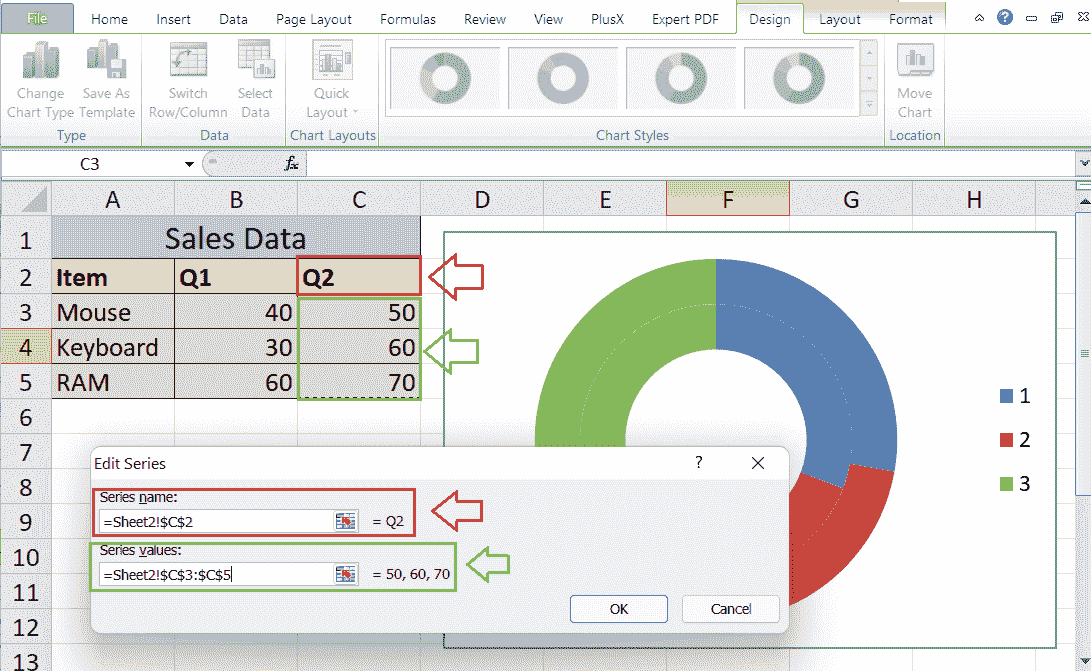 File Home Insert Data Page Layout Formulas Review View PlusX Expert PDF Design Layout Format
Change Chart Type
Save As Template
Switch Row/Column
Select Data
Quick Layout
Move Chart
Type Data Chart Layouts Chart Styles Location
C3 fx
A B C D E F G H
1 Sales Data
2 Item Q1 Q2
3 Mouse 40 50
4 Keyboard 30 60
5 RAM 60 70
6
7
8
9
10
11
12
13
1
2
3
Edit Series ?
Series name:
=Sheet2!$C$2 = Q2
Series values:
=Sheet2!$C$3:$C$5 = 50, 60, 70
OK Cancel